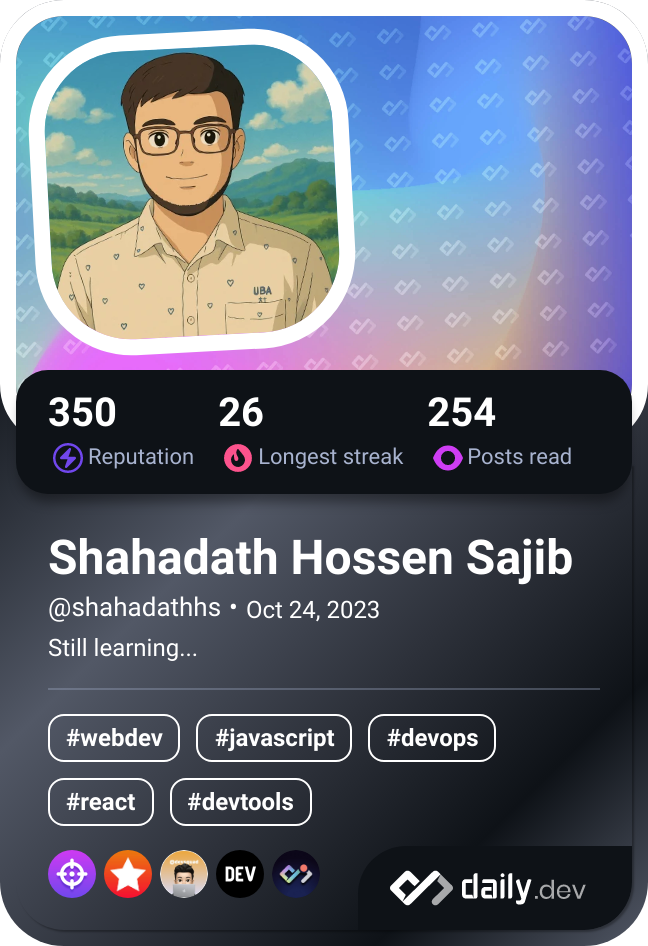 UBA
350 26 254
Reputation Longest streak Posts read
Shahadath Hossen Sajib
@shahadathhs • Oct 24, 2023
Still learning...
#webdev #javascript #devops
#react #devtools
DEV
daily.dev